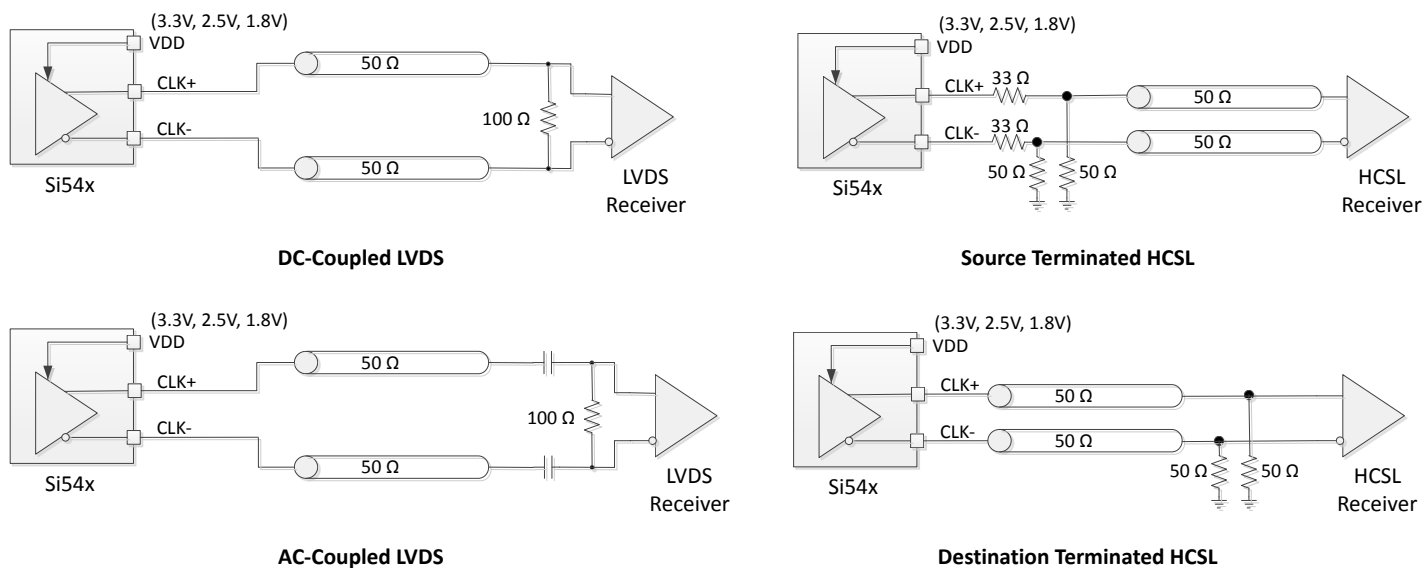 (3.3V, 2.5V, 1.8V)
VDD
CLK+
50 Ω
100 Ω
CLK-
50 Ω
Si54x
LVDS
Receiver
DC-Coupled LVDS
(3.3V, 2.5V, 1.8V)
VDD
CLK+
33 Ω
50 Ω
CLK-
33 Ω
50 Ω
50 Ω
50 Ω
Si54x
HCSL
Receiver
Source Terminated HCSL
(3.3V, 2.5V, 1.8V)
VDD
CLK+
50 Ω
100 Ω
CLK-
50 Ω
Si54x
LVDS
Receiver
AC-Coupled LVDS
(3.3V, 2.5V, 1.8V)
VDD
CLK+
50 Ω
CLK-
50 Ω
50 Ω
50 Ω
Si54x
HCSL
Receiver
Destination Terminated HCSL